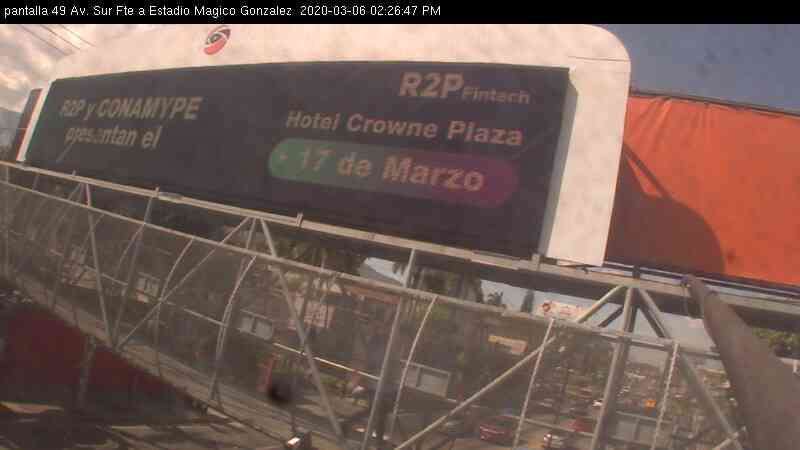 pantalla 49 Av. Sur Fte a Estadio Magico Gonzalez 2020-03-06 02:26:47 PM
R2P y CONAMYPE
presentan el
R2P Fintech
Hotel Crowne Plaza
17 de Marzo